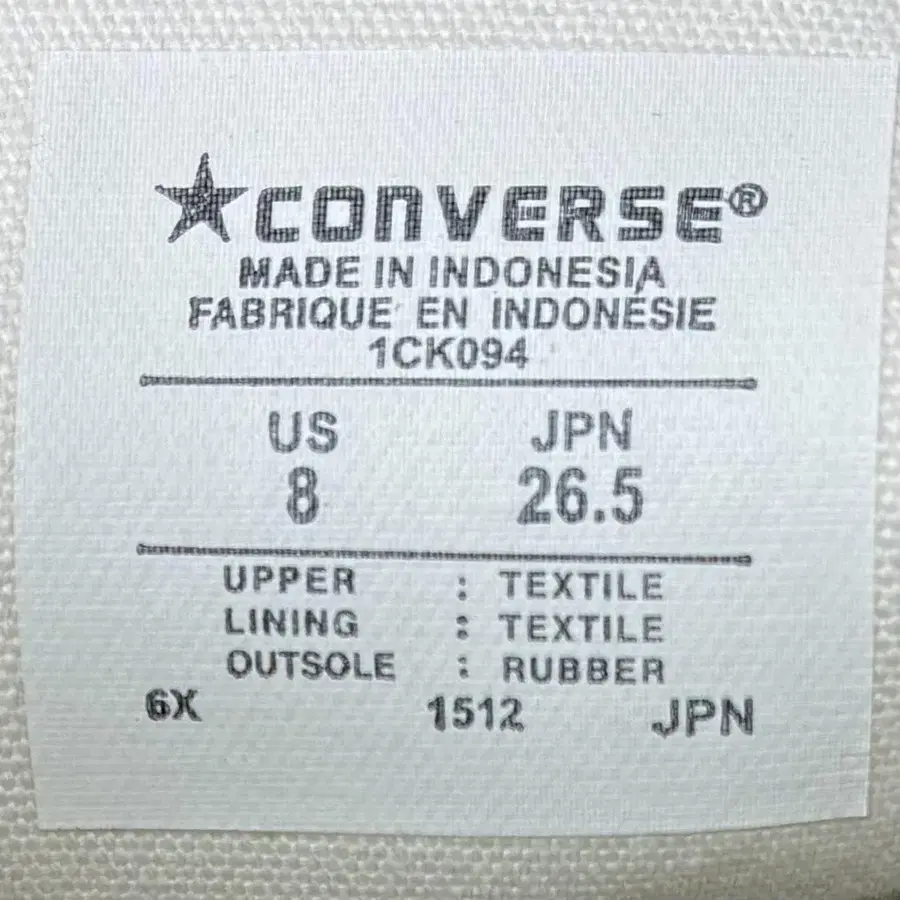 ★CONVERSE®
MADE IN INDONESIA
FABRIQUE EN INDONÉSIE
1CK094
US JPN
8 26.5
UPPER : TEXTILE
LINING : TEXTILE
OUTSOLE : RUBBER
6X 1512 JPN